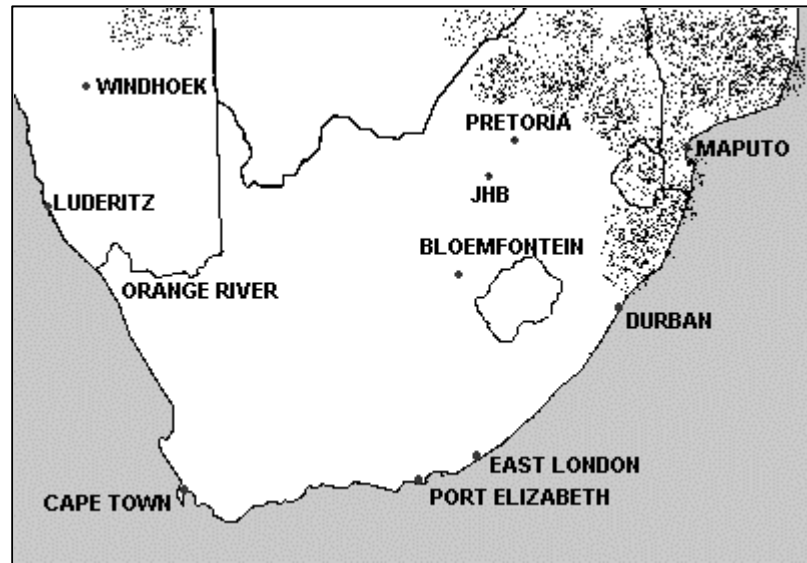 WINDHOEK
PRETORIA
MAPUTO
JHB
LUDERITZ
BLOEMFONTEIN
ORANGE RIVER
DURBAN
EAST LONDON
PORT ELIZABETH
CAPE TOWN